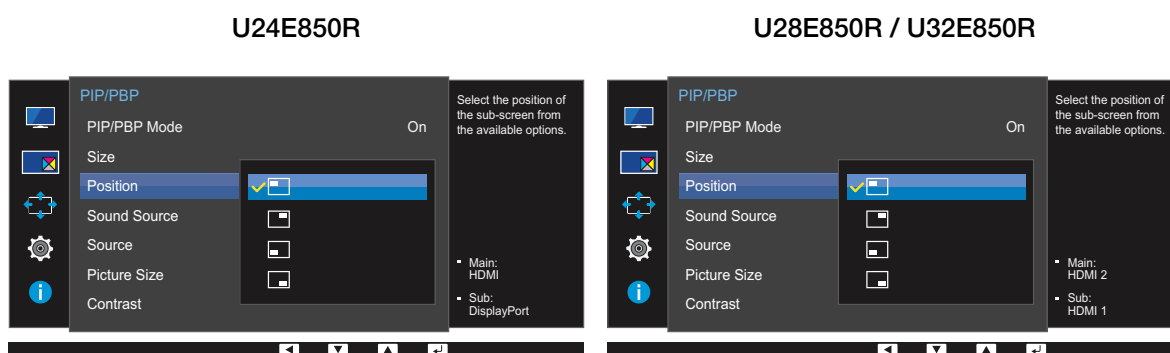 U24E850R
PIP/PBP
PIP/PBP Mode On
Size
Position
Sound Source
Source
Picture Size
Contrast
Select the position of
the sub-screen from
the available options.
Main:
HDMI
Sub:
DisplayPort
U28E850R / U32E850R
PIP/PBP
PIP/PBP Mode On
Size
Position
Sound Source
Source
Picture Size
Contrast
Select the position of
the sub-screen from
the available options.
Main:
HDMI 2
Sub:
HDMI 1